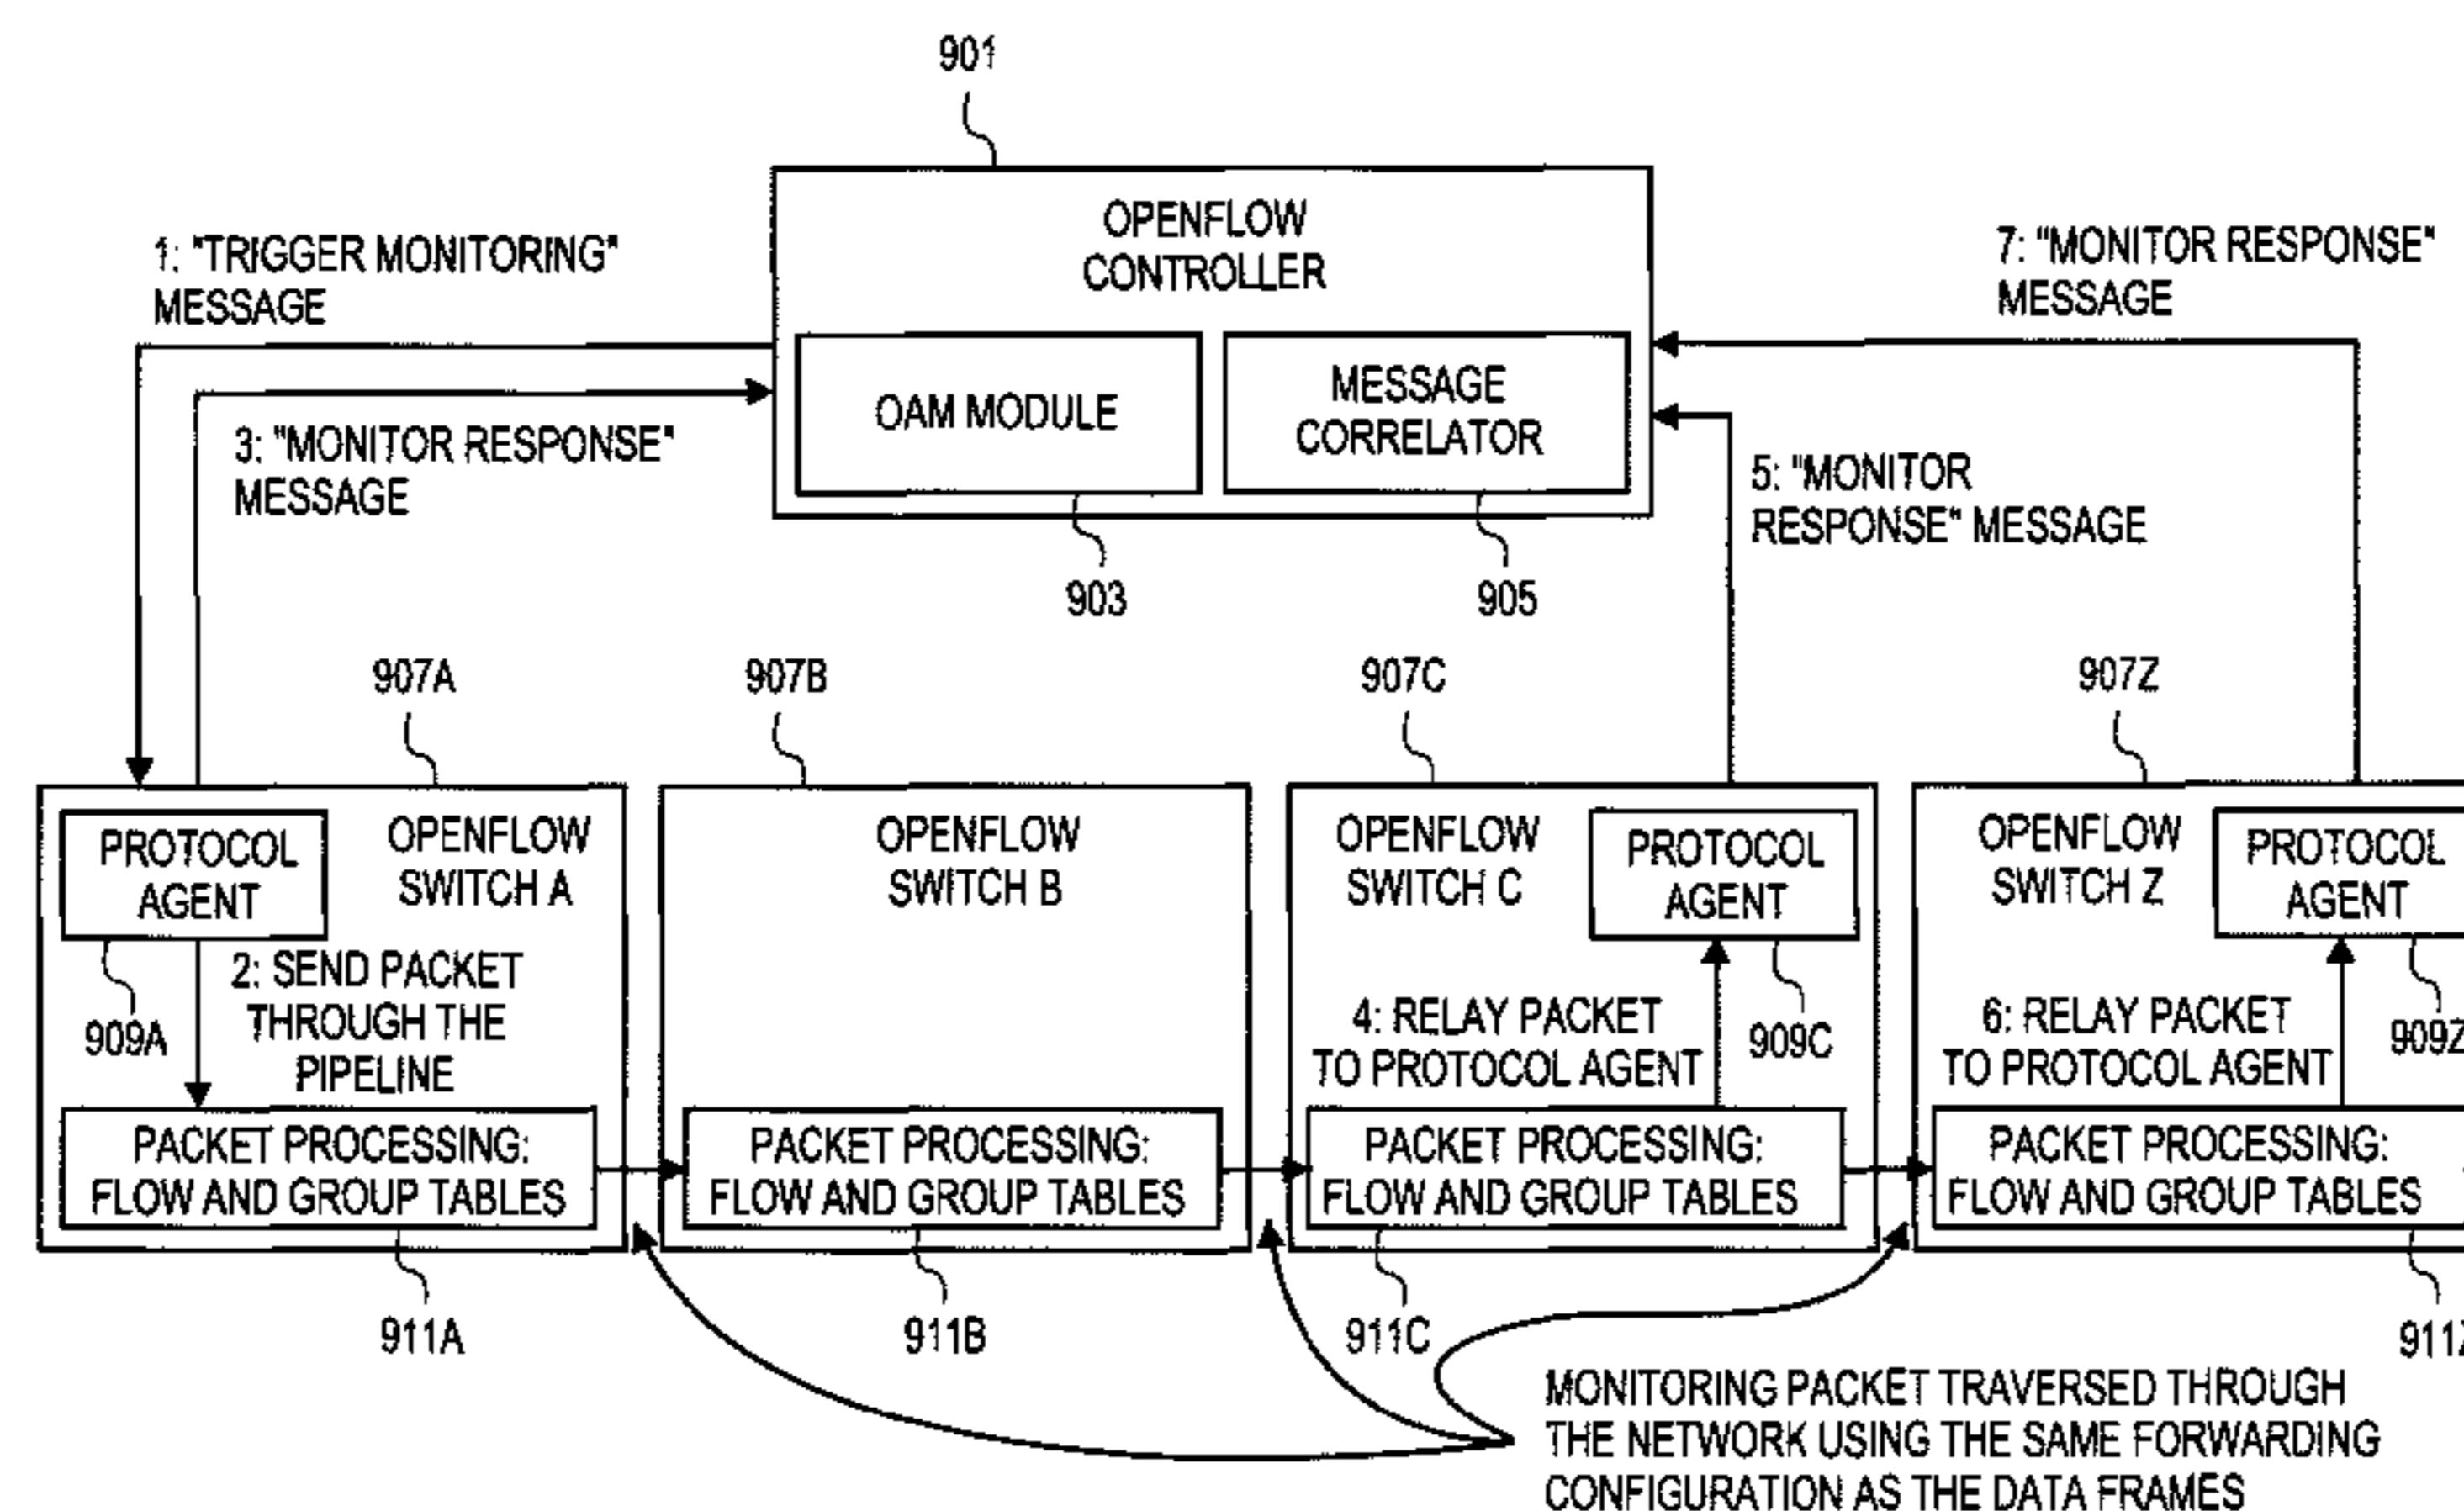 901
OPENFLOW
CONTROLLER
1: "TRIGGER MONITORING"
MESSAGE
7: "MONITOR RESPONSE"
MESSAGE
OAM MODULE
MESSAGE
CORRELATOR
3: "MONITOR RESPONSE"
MESSAGE
5: "MONITOR
RESPONSE" MESSAGE
903
905
907A
907B
907C
907Z
PROTOCOL
AGENT
OPENFLOW
SWITCH A
OPENFLOW
SWITCH B
OPENFLOW
SWITCH C
PROTOCOL
AGENT
OPENFLOW
SWITCH Z
PROTOCOL
AGENT
909A
2: SEND PACKET
THROUGH THE
PIPELINE
4: RELAY PACKET
TO PROTOCOL AGENT
909C
6: RELAY PACKET
TO PROTOCOL AGENT
909Z
PACKET PROCESSING:
FLOW AND GROUP TABLES
PACKET PROCESSING:
FLOW AND GROUP TABLES
PACKET PROCESSING:
FLOW AND GROUP TABLES
PACKET PROCESSING:
FLOW AND GROUP TABLES
911A
911B
911C
911Z
MONITORING PACKET TRAVERSED THROUGH
THE NETWORK USING THE SAME FORWARDING
CONFIGURATION AS THE DATA FRAMES